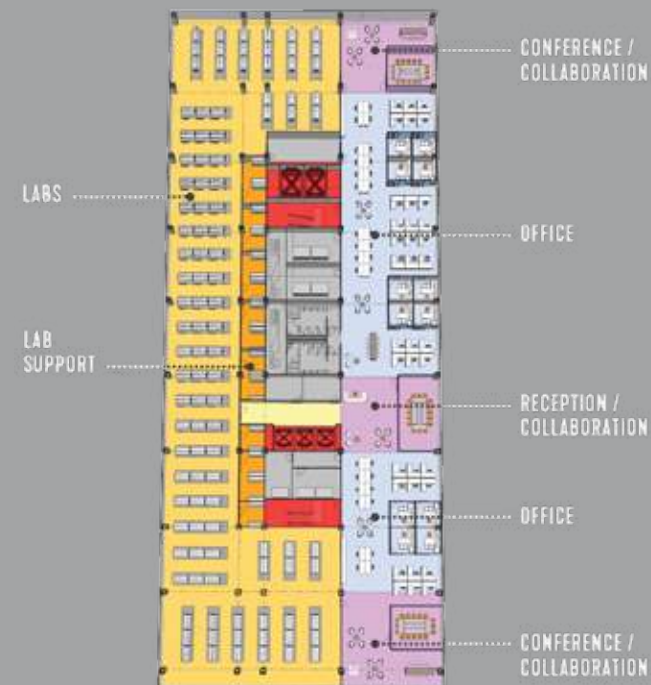 CONFERENCE /
COLLABORATION
LABS
OFFICE
LAB
SUPPORT
RECEPTION /
COLLABORATION
OFFICE
CONFERENCE /
COLLABORATION